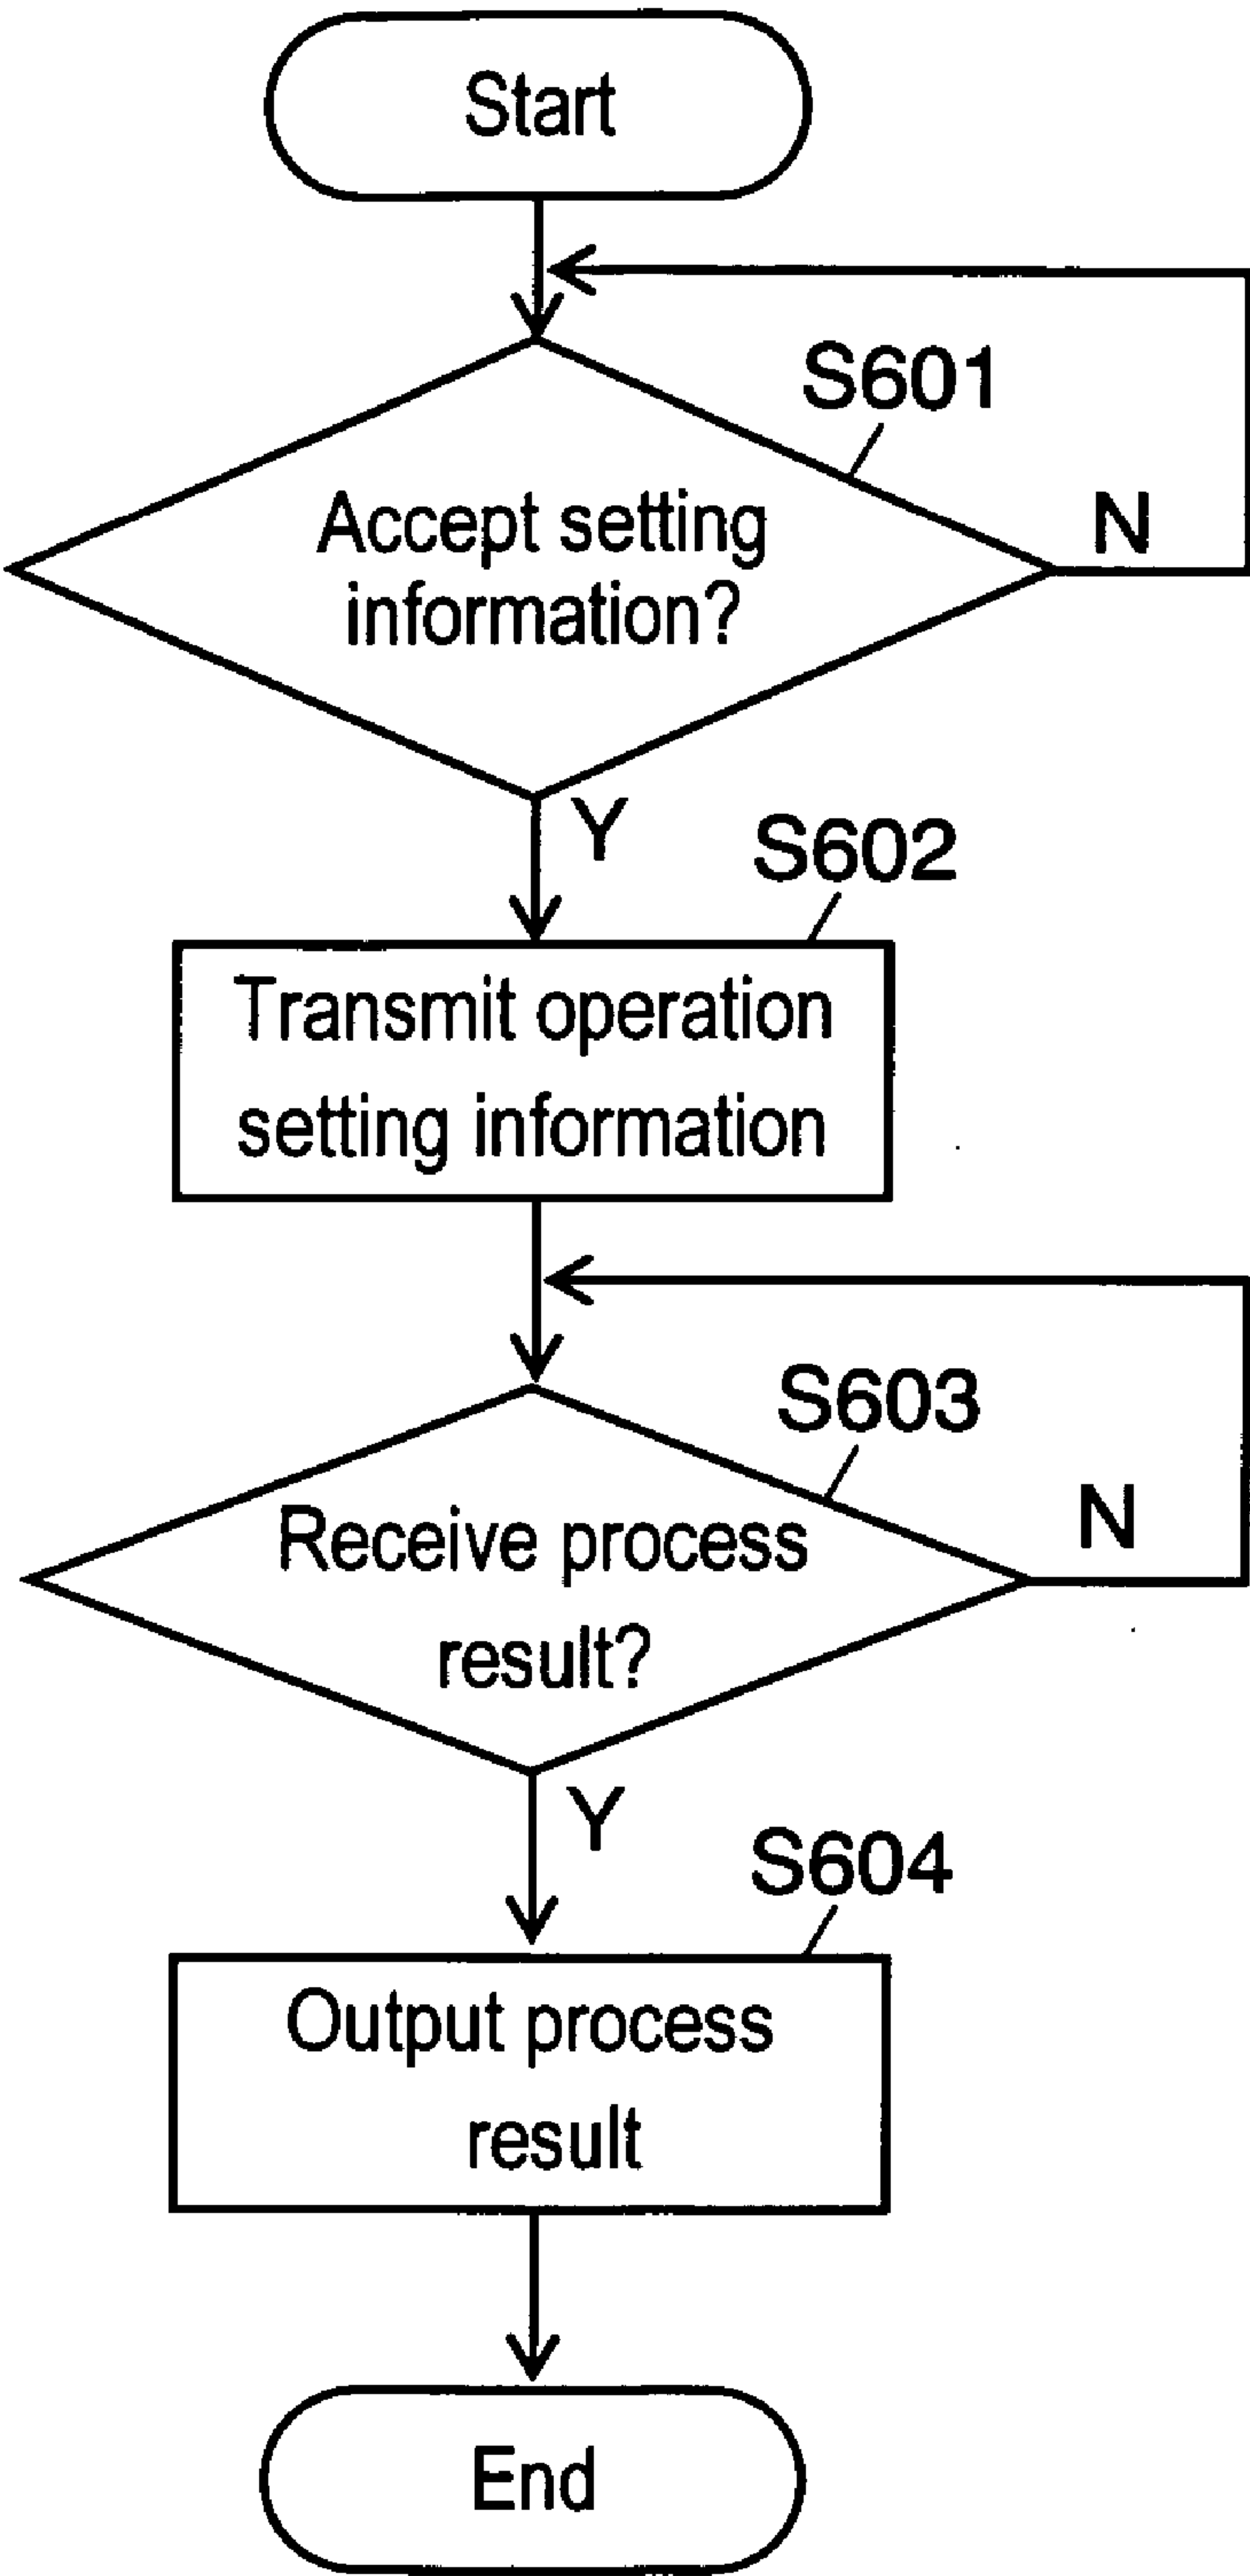 Start
S601
Accept setting
information?
N
Y
S602
Transmit operation
setting information
S603
Receive process
result?
N
Y
S604
Output process
result
End